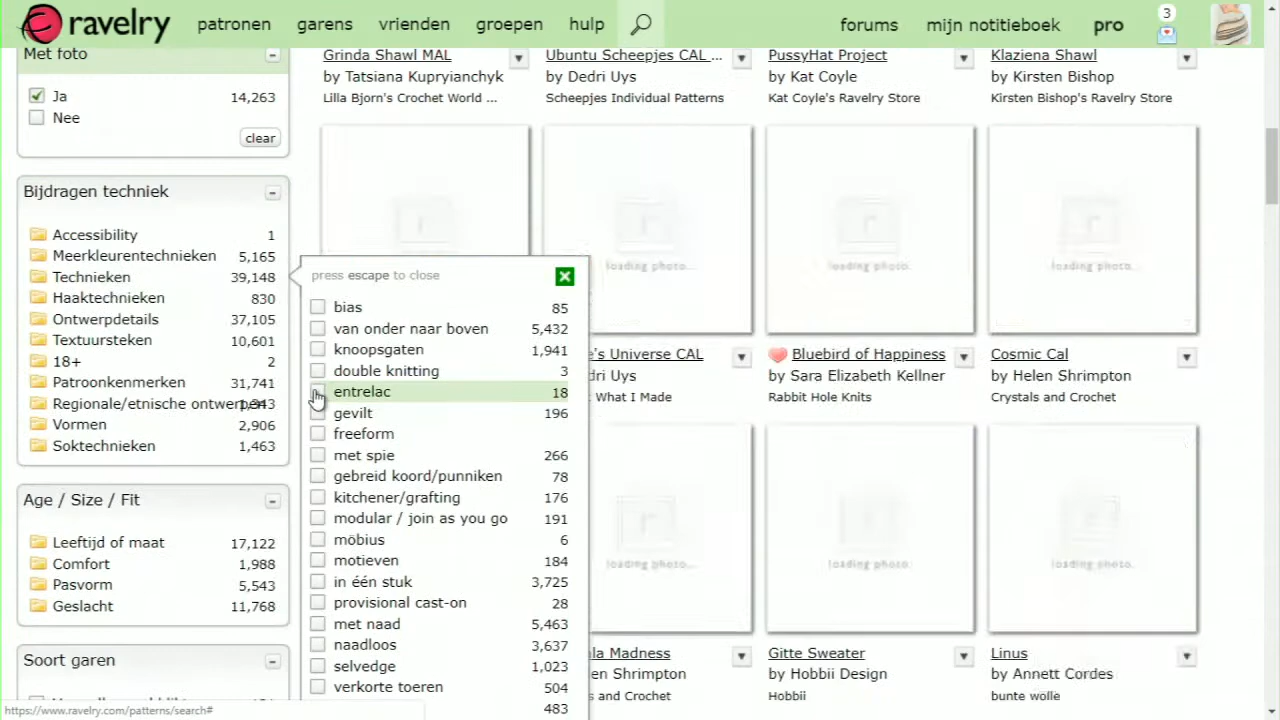 ravelry
patronen garens vrienden groepen hulp forums mijn notitieboek pro 3
Met foto
Ja 14,263
Nee
clear
Bijdragen techniek
Accessibility 1
Meerkleurentechnieken 5,165
Technieken 39,148
Haaktechnieken 830
Ontwerpdetails 37,105
Textuursteken 10,601
18+ 2
Patroonkenmerken 31,741
Regionale/etnische ontwerpen 1,343
Vormen 2,906
Soktechnieken 1,463
Age / Size / Fit
Leeftijd of maat 17,122
Comfort 1,988
Pasvorm 5,543
Geslacht 11,768
Soort garen
https://www.ravelry.com/patterns/search#
press escape to close
bias 85
van onder naar boven 5,432
knoopsgaten 1,941
double knitting 3
entrelac 18
gevilt 196
freeform
met spie 266
gebreid koord/punniken 78
kitchener/grafting 176
modular / join as you go 191
möbius 6
motieven 184
in één stuk 3,725
provisional cast-on 28
met naad 5,463
naadloos 3,637
selvedge 1,023
verkorte toeren 504
483
Grinda Shawl MAL
by Tatsiana Kupryianchyk
Lilla Bjorn's Crochet World ...
Ubuntu Scheepjes CAL ...
by Dedri Uys
Scheepjes Individual Patterns
PussyHat Project
by Kat Coyle
Kat Coyle's Ravelry Store
Klaziena Shawl
by Kirsten Bishop
Kirsten Bishop's Ravelry Store
loading photo...
loading photo...
loading photo...
's Universe CAL
dri Uys
What I Made
Bluebird of Happiness
by Sara Elizabeth Kellner
Rabbit Hole Knits
Cosmic Cal
by Helen Shrimpton
Crystals and Crochet
loading photo...
loading photo...
loading photo...
la Madness
en Shrimpton
s and Crochet
Gitte Sweater
by Hobbii Design
Hobbii
Linus
by Annett Cordes
bunte wolle